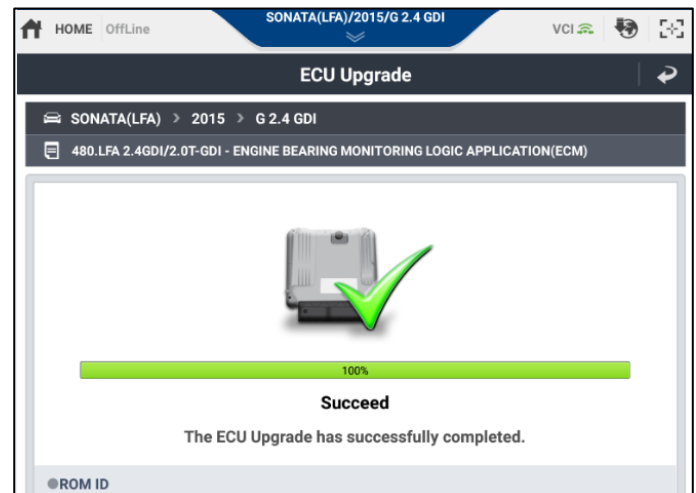 SONATA(LFA)/2015/G 2.4 GDI
HOME OffLine
VCI
ECU Upgrade
SONATA(LFA) > 2015 > G 2.4 GDI
480.LFA 2.4GDI/2.0T-GDI - ENGINE BEARING MONITORING LOGIC APPLICATION(ECM)
100%
Succeed
The ECU Upgrade has successfully completed.
ROM ID